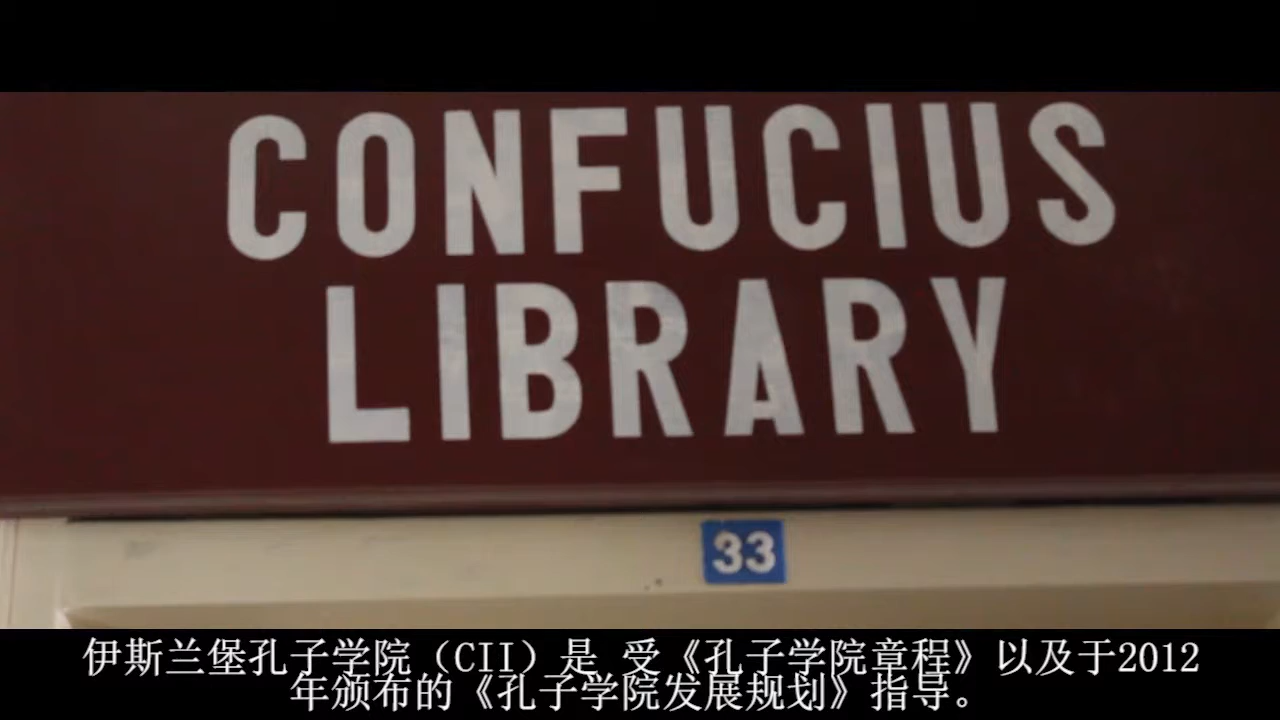 CONFUCIUS
LIBRARY
33
伊斯兰堡孔子学院（CII）是 受《孔子学院章程》以及于2012
年颁布的《孔子学院发展规划》指导。